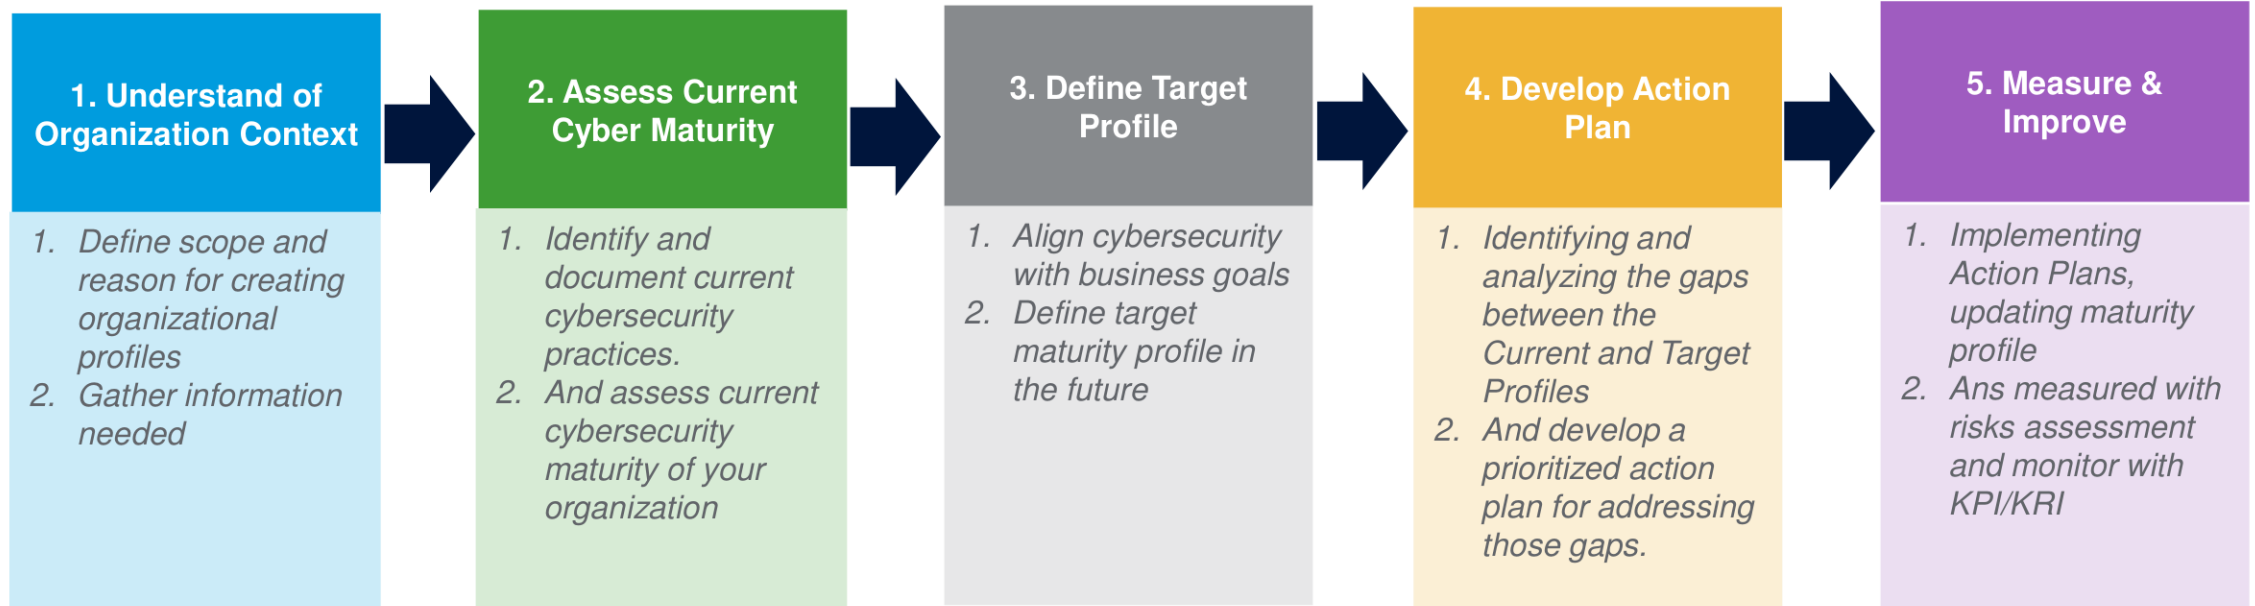 1. Understand of
Organization Context
1. Define scope and
reason for creating
organizational
profiles
2. Gather information
needed
2. Assess Current
Cyber Maturity
1. Identify and
document current
cybersecurity
practices.
2. And assess current
cybersecurity
maturity of your
organization
3. Define Target
Profile
1. Align cybersecurity
with business goals
2. Define target
maturity profile in
the future
4. Develop Action
Plan
1. Identifying and
analyzing the gaps
between the
Current and Target
Profiles
2. And develop a
prioritized action
plan for addressing
those gaps.
5. Measure &
Improve
1. Implementing
Action Plans,
updating maturity
profile
2. Ans measured with
risks assessment
and monitor with
KPI/KRI